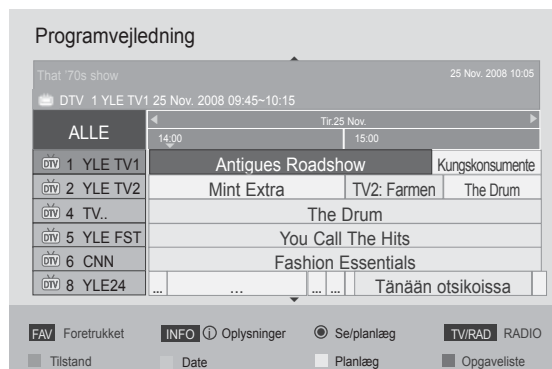 Programvejledning
That '70s show 25 Nov. 2008 10:05
DTV 1 YLE TV1 25 Nov. 2008 09:45~10:15
ALLE
Tir.25 Nov.
14:00 15:00
DTV 1 YLE TV1 Antigues Roadshow Kungskonsumente
DTV 2 YLE TV2 Mint Extra TV2: Farmen The Drum
DTV 4 TV.. The Drum
DTV 5 YLE FST You Call The Hits
DTV 6 CNN Fashion Essentials
DTV 8 YLE24 ... ... ... ... Tänään otsikoissa
FAV Foretrukket INFO i Oplysninger Se/planlæg TV/RAD RADIO
Tilstand Date Planlæg Opgaveliste